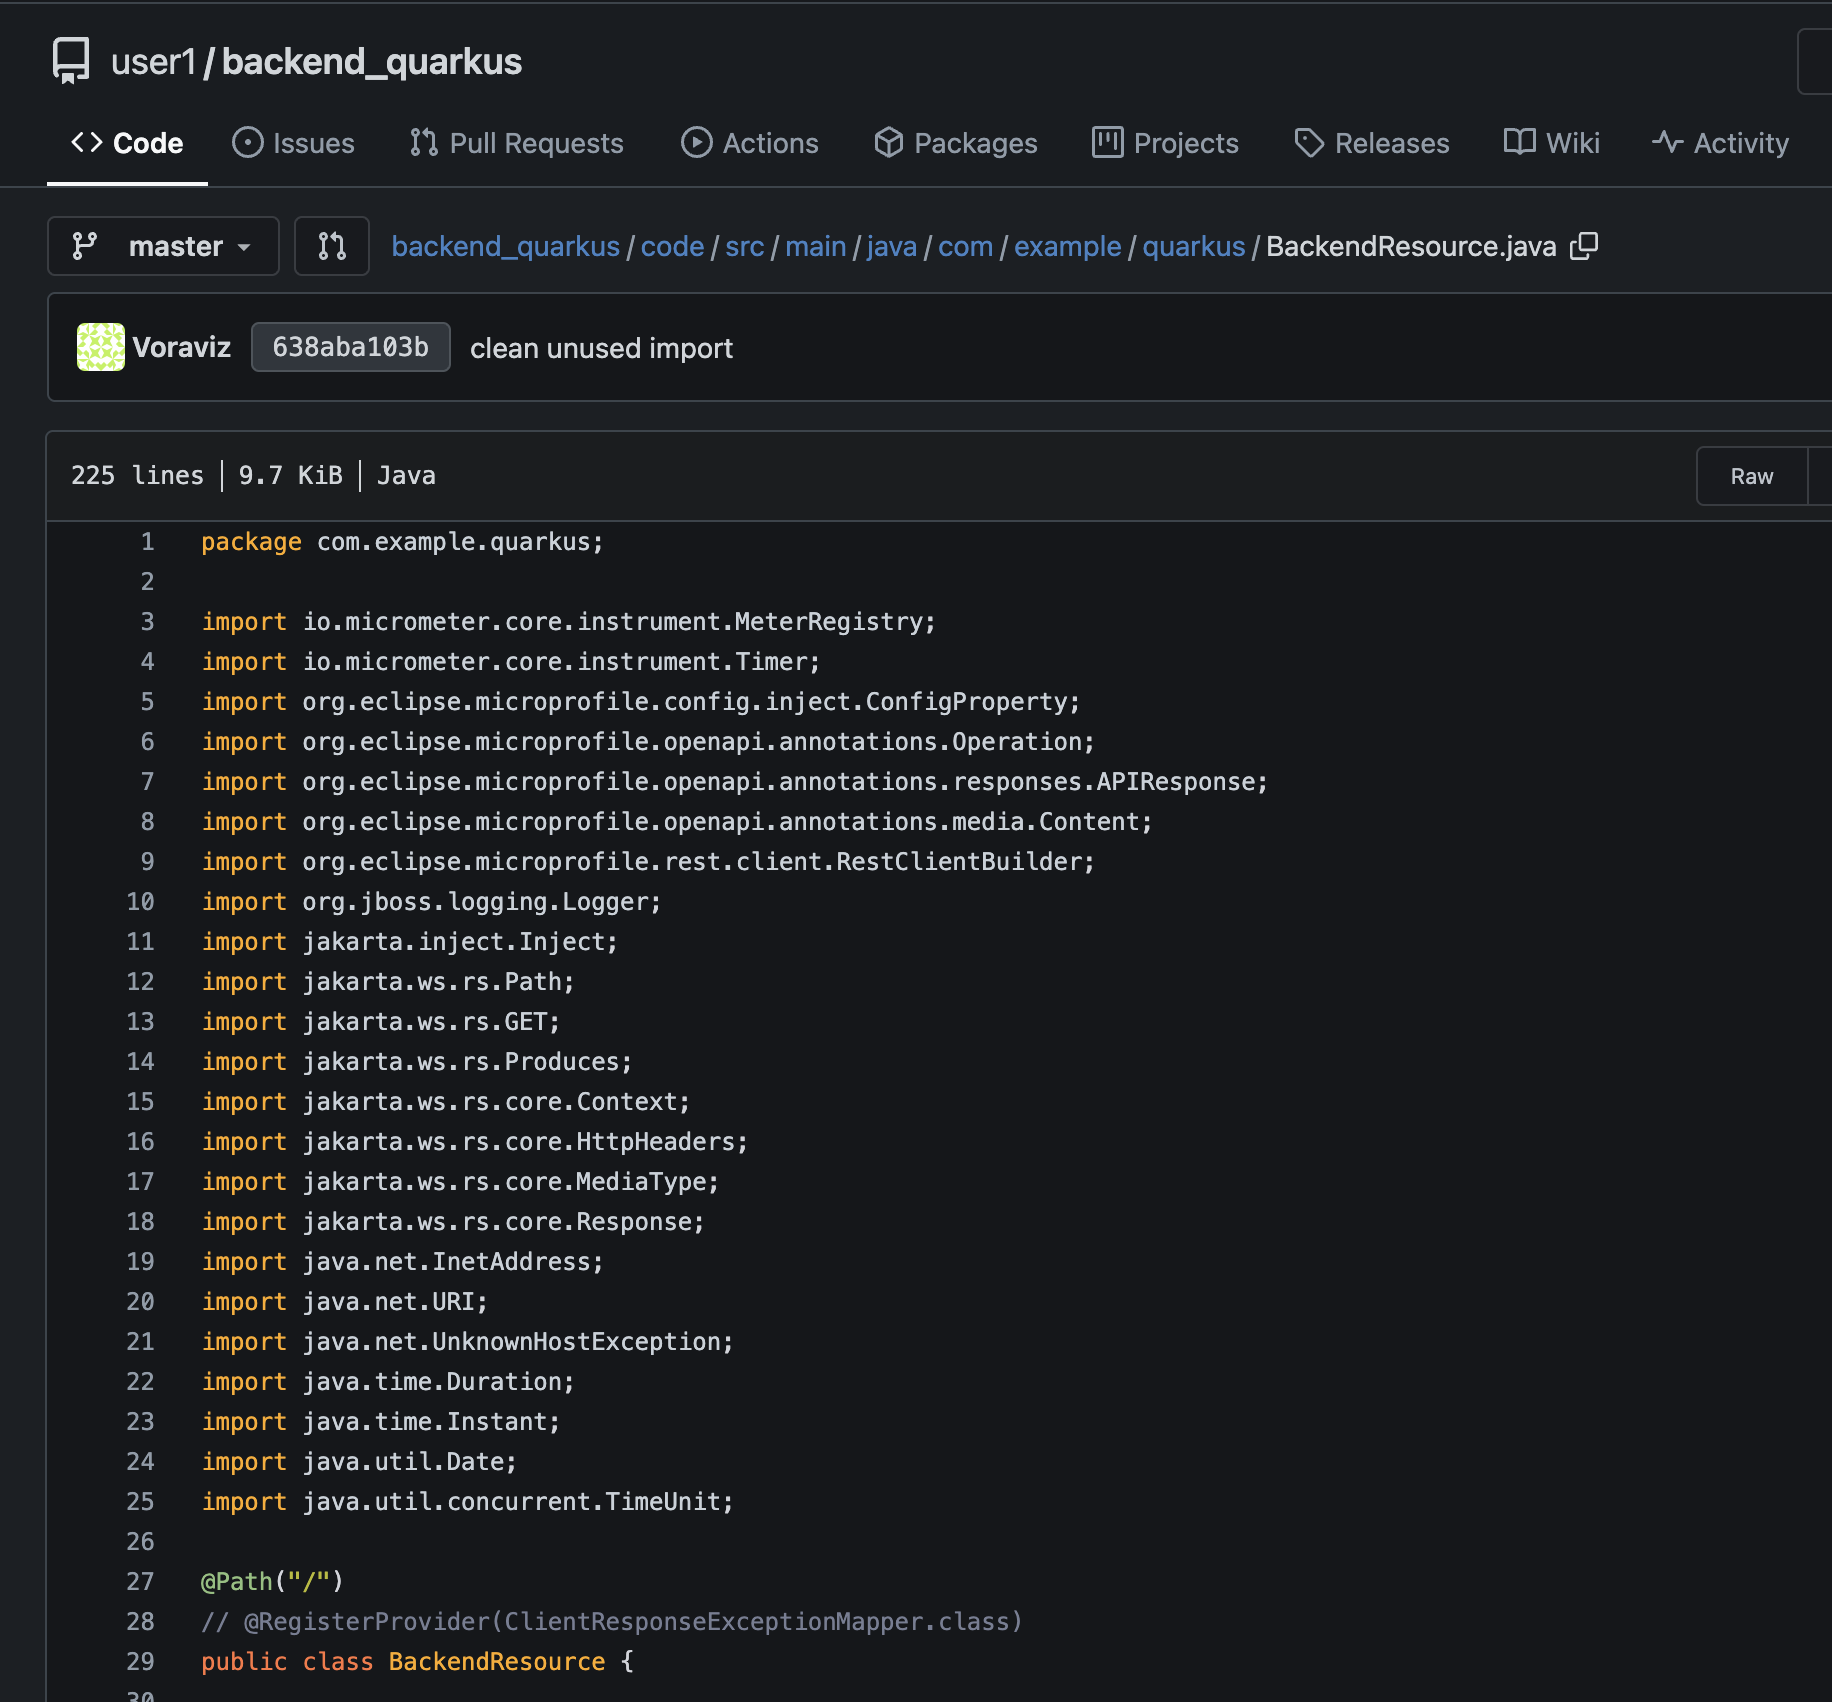 user1/backend_quarkus
Code Issues Pull Requests Actions Packages Projects Releases Wiki Activity
master backend_quarkus/code/src/main/java/com/example/quarkus/BackendResource.java
Voraviz 638aba103b clean unused import
225 lines | 9.7 KiB | Java Raw
1 package com.example.quarkus;
2
3 import io.micrometer.core.instrument.MeterRegistry;
4 import io.micrometer.core.instrument.Timer;
5 import org.eclipse.microprofile.config.inject.ConfigProperty;
6 import org.eclipse.microprofile.openapi.annotations.Operation;
7 import org.eclipse.microprofile.openapi.annotations.responses.APIResponse;
8 import org.eclipse.microprofile.openapi.annotations.media.Content;
9 import org.eclipse.microprofile.rest.client.RestClientBuilder;
10 import org.jboss.logging.Logger;
11 import jakarta.inject.Inject;
12 import jakarta.ws.rs.Path;
13 import jakarta.ws.rs.GET;
14 import jakarta.ws.rs.Produces;
15 import jakarta.ws.rs.core.Context;
16 import jakarta.ws.rs.core.HttpHeaders;
17 import jakarta.ws.rs.core.MediaType;
18 import jakarta.ws.rs.core.Response;
19 import java.net.InetAddress;
20 import java.net.URI;
21 import java.net.UnknownHostException;
22 import java.time.Duration;
23 import java.time.Instant;
24 import java.util.Date;
25 import java.util.concurrent.TimeUnit;
26
27 @Path("/")
28 // @RegisterProvider(ClientResponseExceptionMapper.class)
29 public class BackendResource {
30